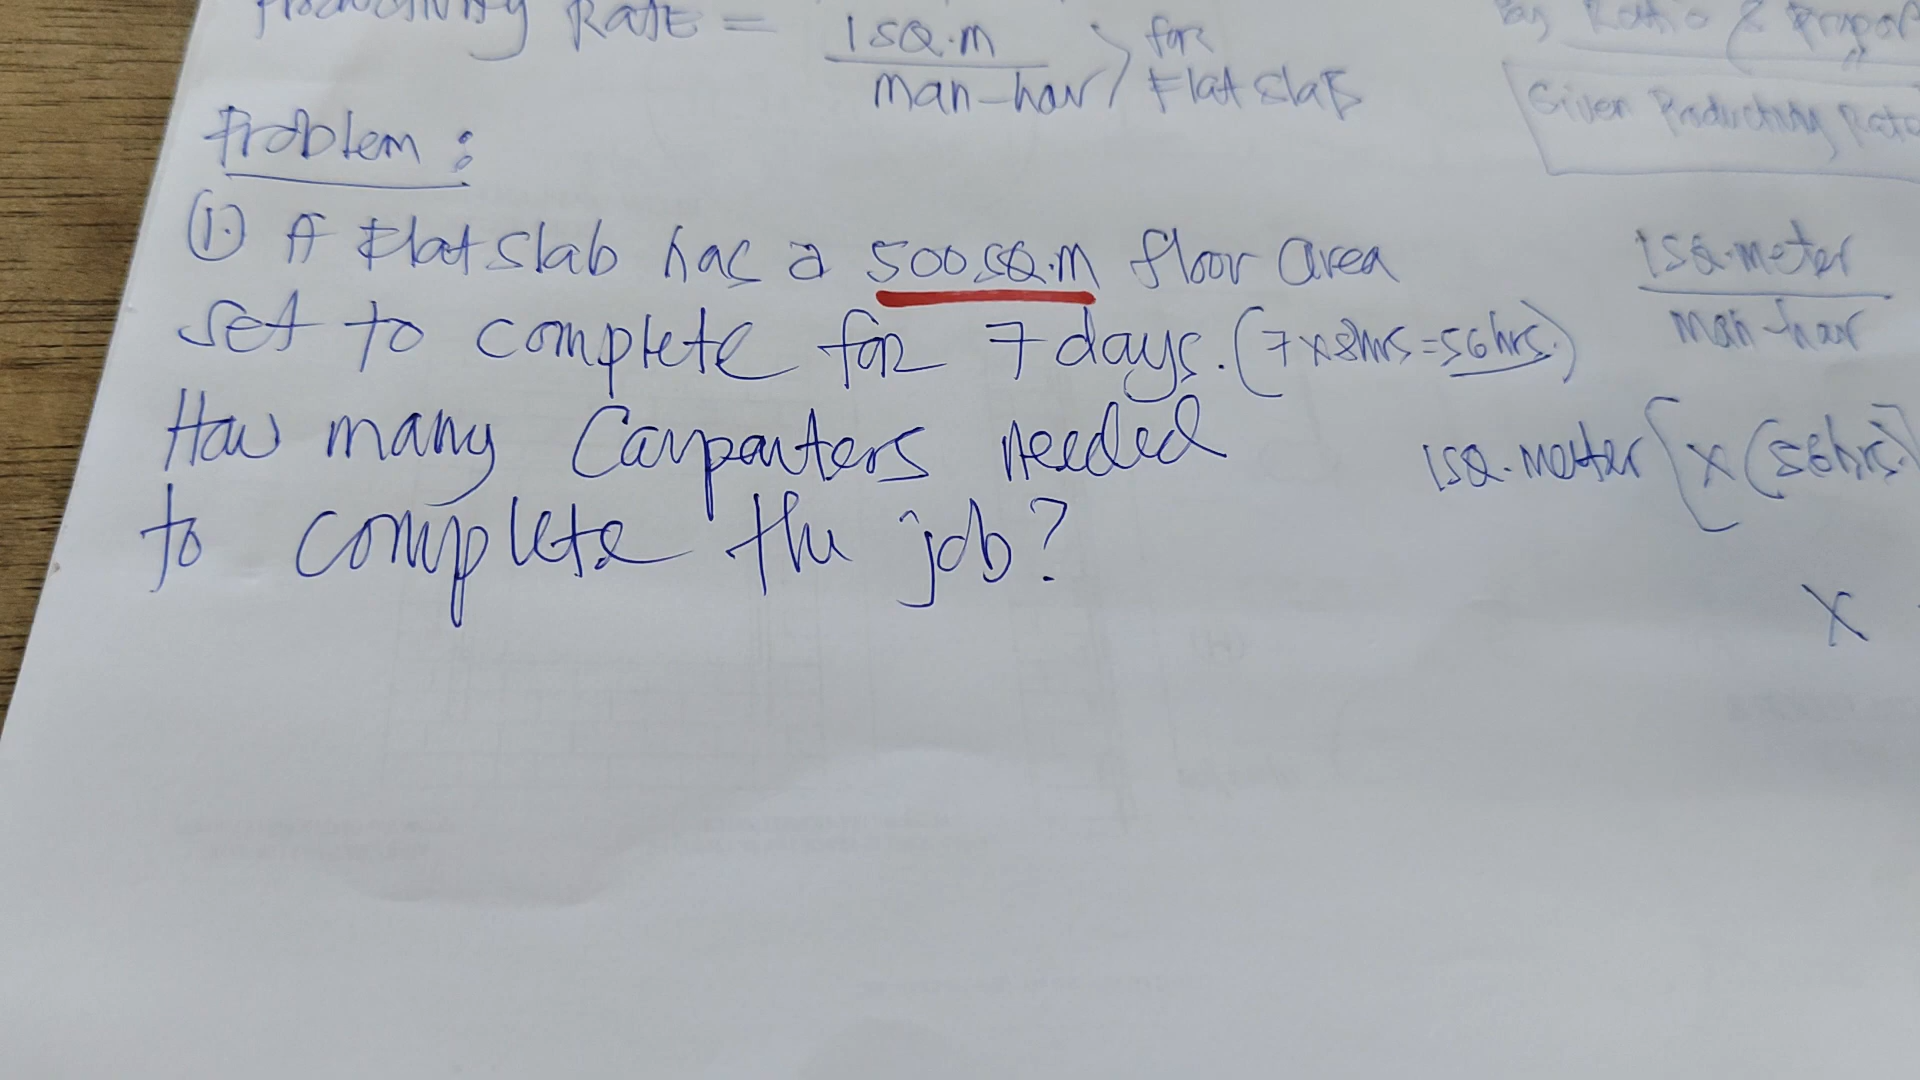 Productivity Rate = 1 SQ.m / man-hour } for Flat Slab
Problem:
1. A Flat Slab has a 500 SQ.M floor area
set to complete for 7 days. (7 x 8hrs = 56hrs.)
How many Carpenters needed
to complete the job?
By Ratio & Propor
Given Productivity Rate
1 SQ. meter
man-hour
1 SQ. meter [x (56hrs.)]
X